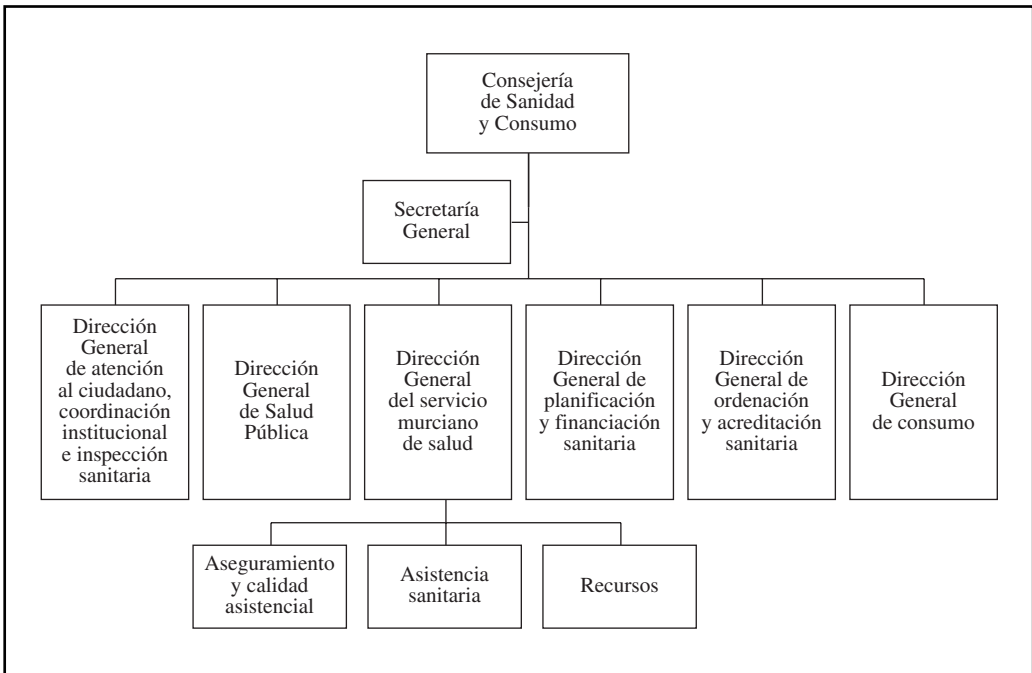 Consejería
de Sanidad
y Consumo
Secretaría
General
Dirección
General
de atención
al ciudadano,
coordinación
institucional
e inspección
sanitaria
Dirección
General
de Salud
Pública
Dirección
General
del servicio
murciano
de salud
Dirección
General de
planificación
y financiación
sanitaria
Dirección
General de
ordenación
y acreditación
sanitaria
Dirección
General
de consumo
Aseguramiento
y calidad
asistencial
Asistencia
sanitaria
Recursos